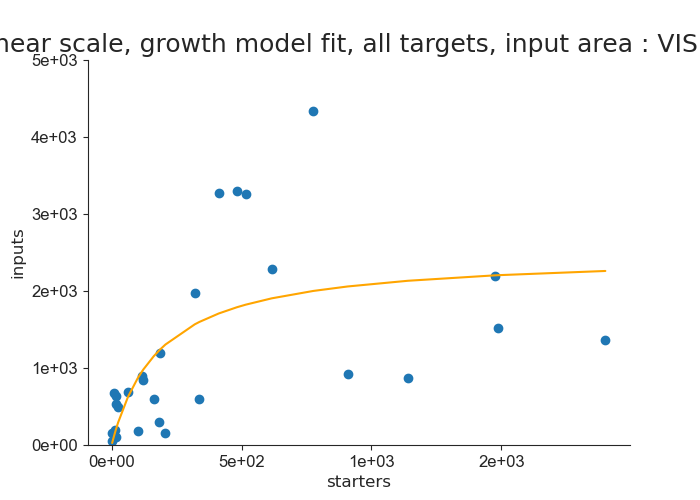 near scale, growth model fit, all targets, input area : VIS
5e+03
4e+03
3e+03
2e+03
1e+03
0e+00
inputs
0e+00 5e+02 1e+03 2e+03
starters